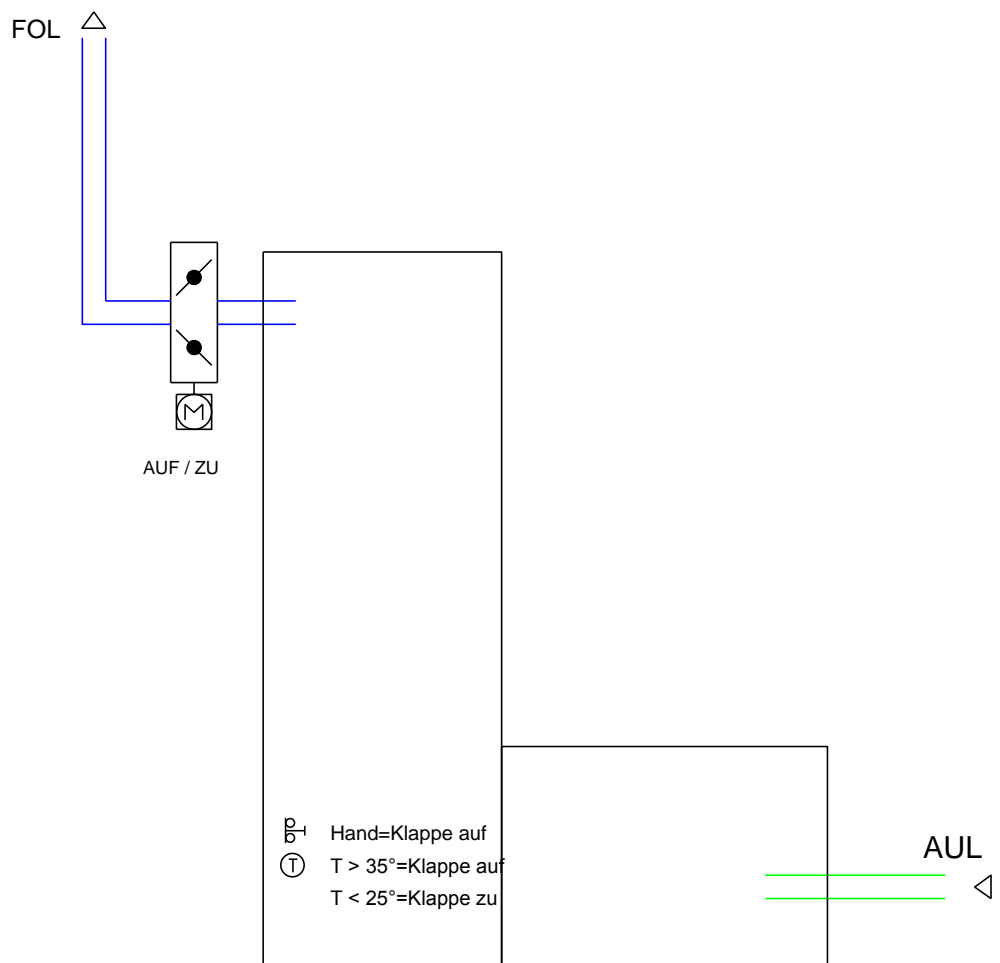 FOL
M
AUF / ZU
Hand=Klappe auf
AUL
T
T > 35°=Klappe auf
T < 25°=Klappe zu